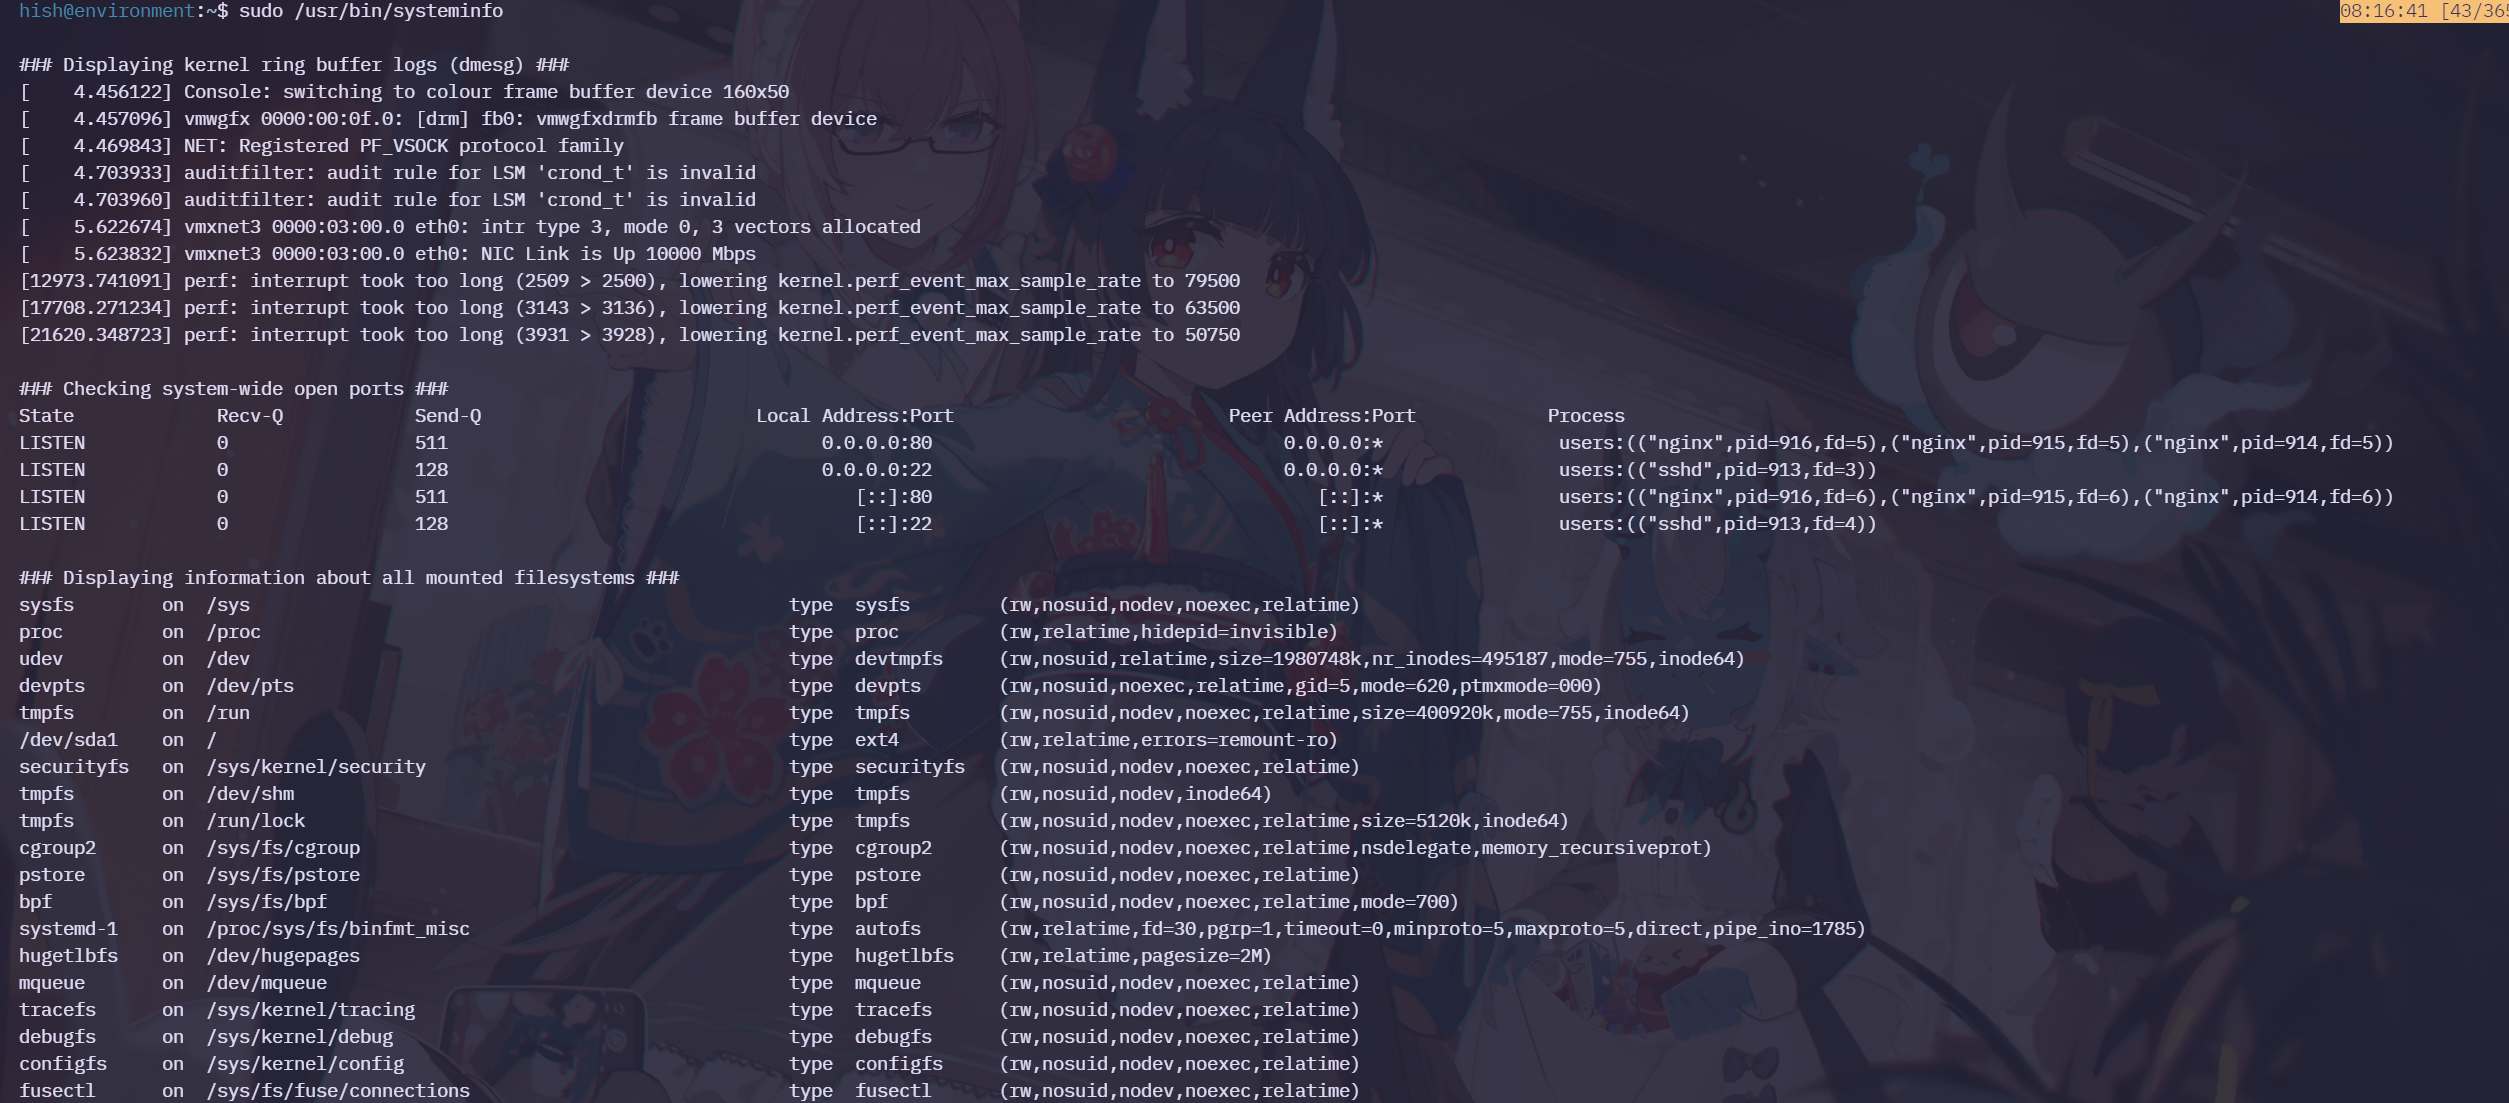 hish@environment:~$ sudo /usr/bin/systeminfo 08:16:41 [43/365

### Displaying kernel ring buffer logs (dmesg) ###
[    4.456122] Console: switching to colour frame buffer device 160x50
[    4.457096] vmwgfx 0000:00:0f.0: [drm] fb0: vmwgfxdrmfb frame buffer device
[    4.469843] NET: Registered PF_VSOCK protocol family
[    4.703933] auditfilter: audit rule for LSM 'crond_t' is invalid
[    4.703960] auditfilter: audit rule for LSM 'crond_t' is invalid
[    5.622674] vmxnet3 0000:03:00.0 eth0: intr type 3, mode 0, 3 vectors allocated
[    5.623832] vmxnet3 0000:03:00.0 eth0: NIC Link is Up 10000 Mbps
[12973.741091] perf: interrupt took too long (2509 > 2500), lowering kernel.perf_event_max_sample_rate to 79500
[17708.271234] perf: interrupt took too long (3143 > 3136), lowering kernel.perf_event_max_sample_rate to 63500
[21620.348723] perf: interrupt took too long (3931 > 3928), lowering kernel.perf_event_max_sample_rate to 50750

### Checking system-wide open ports ###
State Recv-Q Send-Q Local Address:Port Peer Address:Port Process
LISTEN 0 511 0.0.0.0:80 0.0.0.0:* users:(("nginx",pid=916,fd=5),("nginx",pid=915,fd=5),("nginx",pid=914,fd=5))
LISTEN 0 128 0.0.0.0:22 0.0.0.0:* users:(("sshd",pid=913,fd=3))
LISTEN 0 511 [::]:80 [::]:* users:(("nginx",pid=916,fd=6),("nginx",pid=915,fd=6),("nginx",pid=914,fd=6))
LISTEN 0 128 [::]:22 [::]:* users:(("sshd",pid=913,fd=4))

### Displaying information about all mounted filesystems ###
sysfs on /sys type sysfs (rw,nosuid,nodev,noexec,relatime)
proc on /proc type proc (rw,relatime,hidepid=invisible)
udev on /dev type devtmpfs (rw,nosuid,relatime,size=1980748k,nr_inodes=495187,mode=755,inode64)
devpts on /dev/pts type devpts (rw,nosuid,noexec,relatime,gid=5,mode=620,ptmxmode=000)
tmpfs on /run type tmpfs (rw,nosuid,nodev,noexec,relatime,size=400920k,mode=755,inode64)
/dev/sda1 on / type ext4 (rw,relatime,errors=remount-ro)
securityfs on /sys/kernel/security type securityfs (rw,nosuid,nodev,noexec,relatime)
tmpfs on /dev/shm type tmpfs (rw,nosuid,nodev,inode64)
tmpfs on /run/lock type tmpfs (rw,nosuid,nodev,noexec,relatime,size=5120k,inode64)
cgroup2 on /sys/fs/cgroup type cgroup2 (rw,nosuid,nodev,noexec,relatime,nsdelegate,memory_recursiveprot)
pstore on /sys/fs/pstore type pstore (rw,nosuid,nodev,noexec,relatime)
bpf on /sys/fs/bpf type bpf (rw,nosuid,nodev,noexec,relatime,mode=700)
systemd-1 on /proc/sys/fs/binfmt_misc type autofs (rw,relatime,fd=30,pgrp=1,timeout=0,minproto=5,maxproto=5,direct,pipe_ino=1785)
hugetlbfs on /dev/hugepages type hugetlbfs (rw,relatime,pagesize=2M)
mqueue on /dev/mqueue type mqueue (rw,nosuid,nodev,noexec,relatime)
tracefs on /sys/kernel/tracing type tracefs (rw,nosuid,nodev,noexec,relatime)
debugfs on /sys/kernel/debug type debugfs (rw,nosuid,nodev,noexec,relatime)
configfs on /sys/kernel/config type configfs (rw,nosuid,nodev,noexec,relatime)
fusectl on /sys/fs/fuse/connections type fusectl (rw,nosuid,nodev,noexec,relatime)